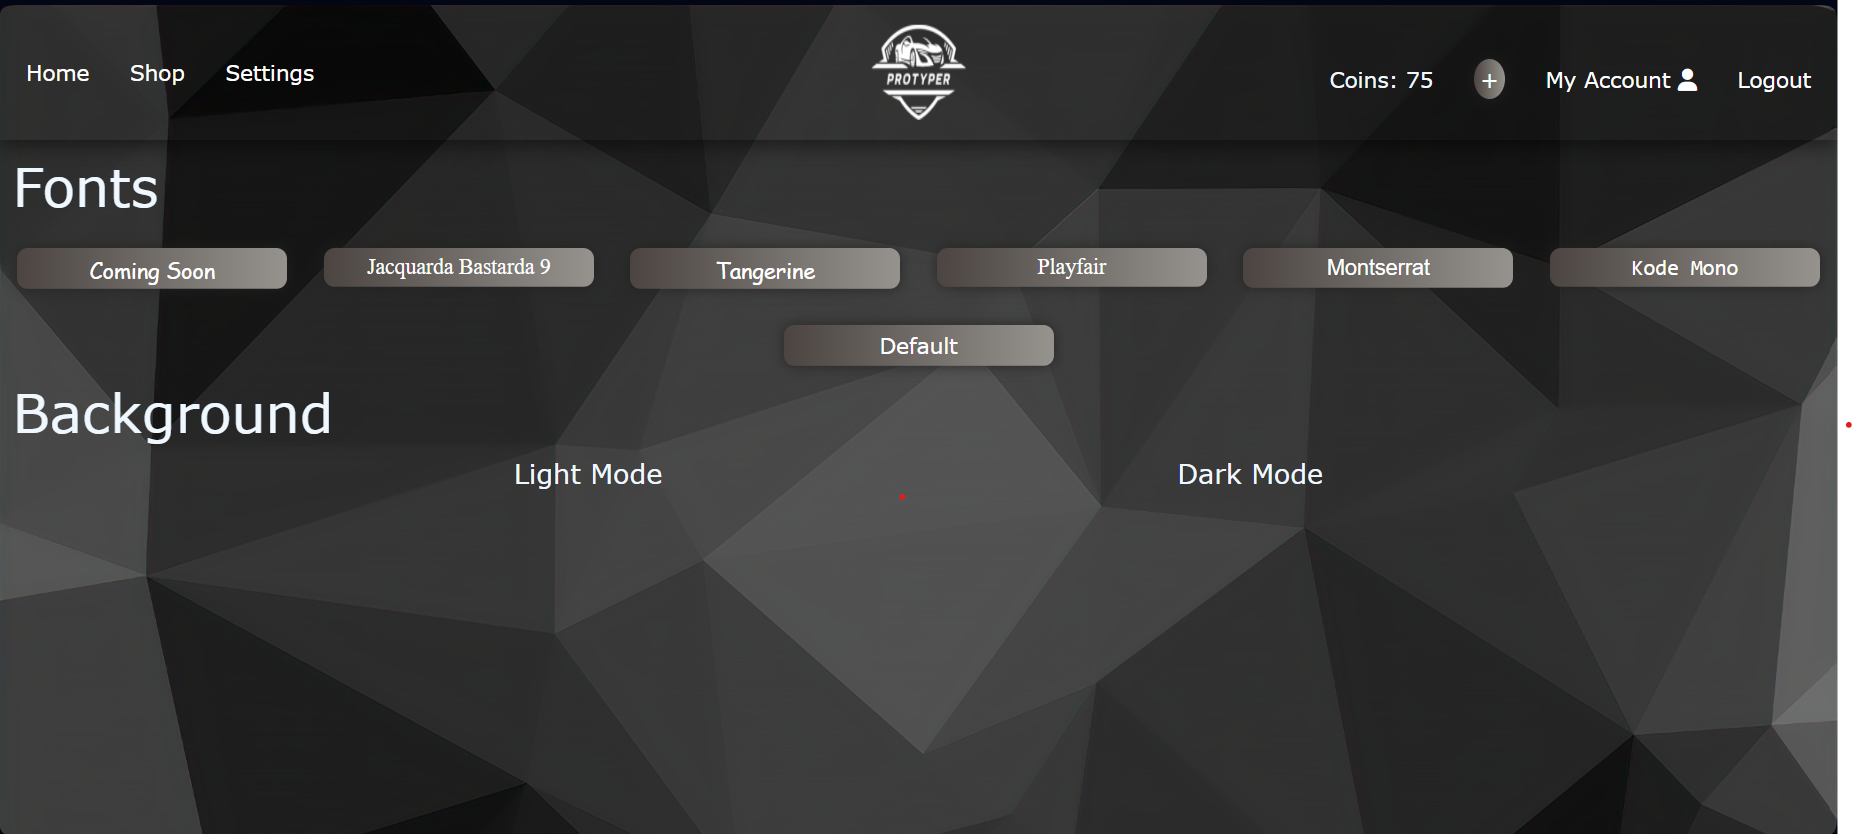 Home Shop Settings
PROTYPER
Coins: 75 + My Account Logout
Fonts
Coming Soon Jacquarda Bastarda 9 Tangerine Playfair Montserrat Kode Mono
Default
Background
Light Mode Dark Mode